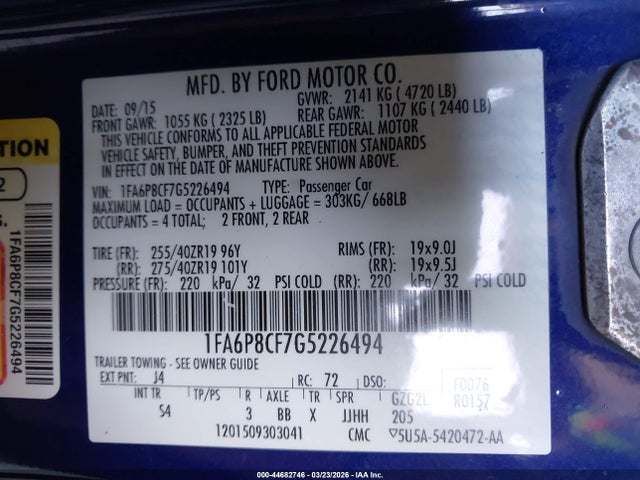 MFD. BY FORD MOTOR CO.
DATE: 09/15 GVWR: 2141 KG ( 4720 LB)
FRONT GAWR: 1055 KG ( 2325 LB) REAR GAWR: 1107 KG ( 2440 LB)
THIS VEHICLE CONFORMS TO ALL APPLICABLE FEDERAL MOTOR
VEHICLE SAFETY, BUMPER, AND THEFT PREVENTION STANDARDS
IN EFFECT ON THE DATE OF MANUFACTURE SHOWN ABOVE.
VIN: 1FA6P8CF7G5226494 TYPE: Passenger Car
MAXIMUM LOAD = OCCUPANTS + LUGGAGE = 303KG/ 668LB
OCCUPANTS = 4 TOTAL; 2 FRONT, 2 REAR
TIRE (FR): 255/40ZR19 96Y RIMS (FR): 19x9.0J
(RR): 275/40ZR19 101Y (RR): 19x9.5J
PRESSURE (FR): 220 kPa/ 32 PSI COLD (RR): 220 kPa/ 32 PSI COLD
1FA6P8CF7G5226494
TRAILER TOWING - SEE OWNER GUIDE
EXT PNT: J4 RC: 72 DSO: F0076
INT TR TP/PS R AXLE TR SPR GZG2L R0157
S4 3 BB X JJHH 205
1201509303041 CMC ▽5U5A-5420472-AA
TION
2
S.
1FA6P8CF7G5226494
000-44682746 - 03/23/2026 - IAAI.COM